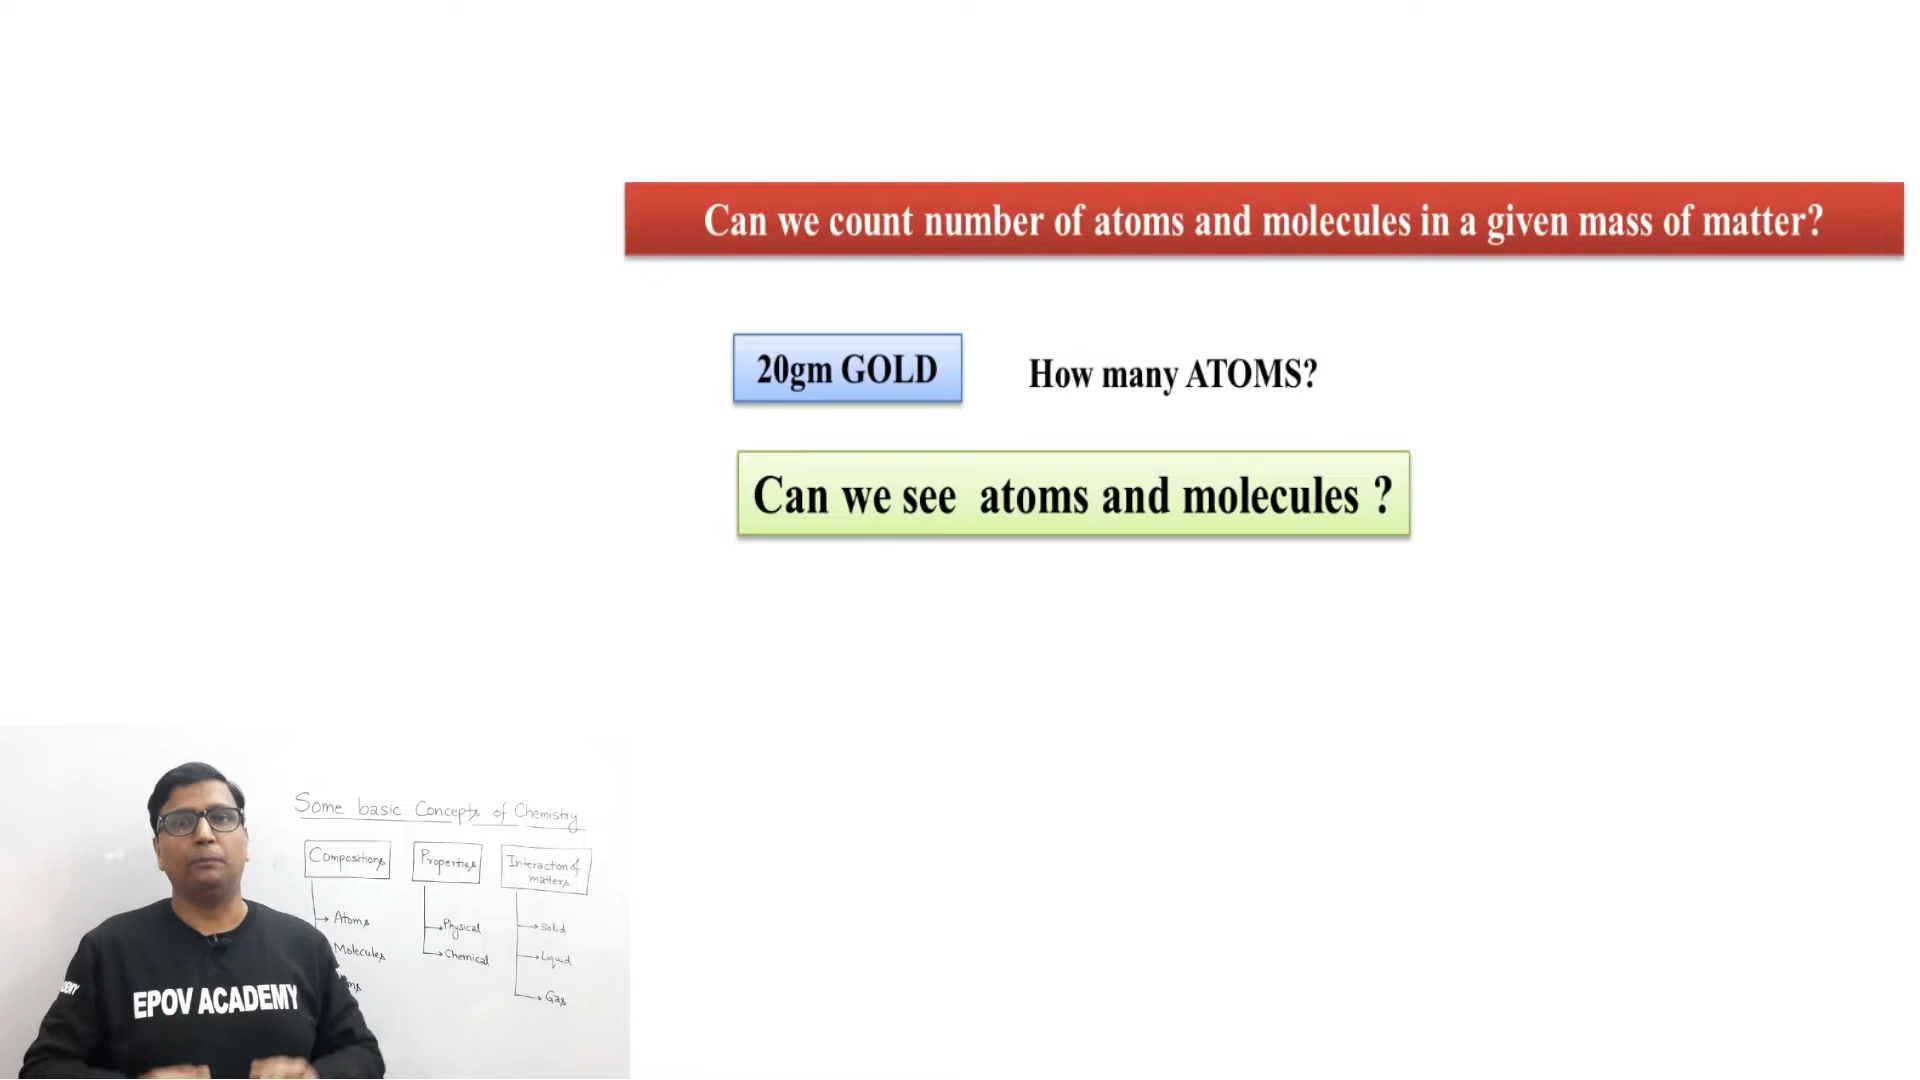 Can we count number of atoms and molecules in a given mass of matter?
20gm GOLD
How many ATOMS?
Can we see atoms and molecules ?
Some basic Concepts of Chemistry
Compositions
Properties
Interaction of
matters
Atoms
Physical
Solid
Molecules
Chemical
Liquid
Gas
EPOV ACADEMY